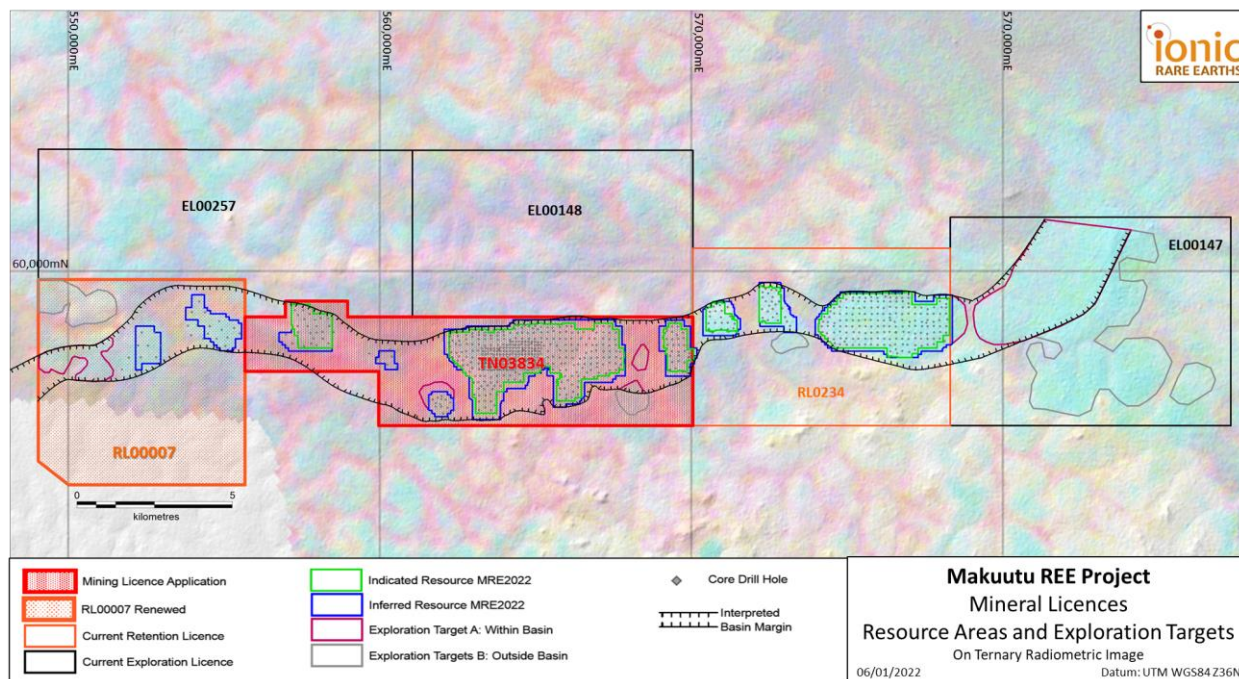 550,000mE
560,000mE
570,000mE
570,000mE
ionic
RARE EARTHS
EL00257
EL00148
EL00147
60,000mN
TN03834
RL0234
RL00007
0 5
kilometres
Mining Licence Application
RL00007 Renewed
Current Retention Licence
Current Exploration Licence
Indicated Resource MRE2022
Inferred Resource MRE2022
Exploration Target A: Within Basin
Exploration Targets B: Outside Basin
Core Drill Hole
Interpreted
Basin Margin
Makuutu REE Project
Mineral Licences
Resource Areas and Exploration Targets
On Ternary Radiometric Image
06/01/2022 Datum: UTM WGS84 Z36N